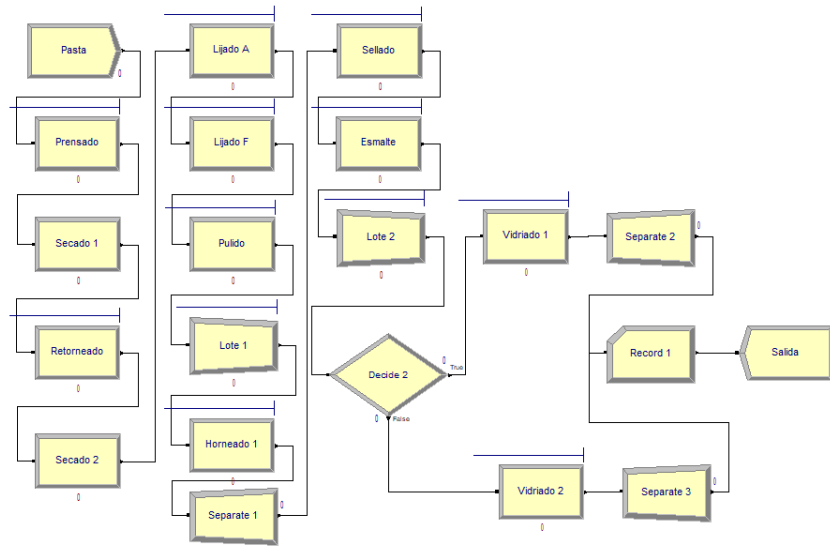 Pasta
0
Prensado
0
Secado 1
0
Retorneado
0
Secado 2
0
Lijado A
0
Lijado F
0
Pulido
0
Lote 1
0
Horneado 1
0
Separate 1
0
Sellado
0
Esmalte
0
Lote 2
0
Decide 2
0
True
0
False
Vidriado 1
0
Separate 2
0
Vidriado 2
0
Separate 3
0
Record 1
Salida